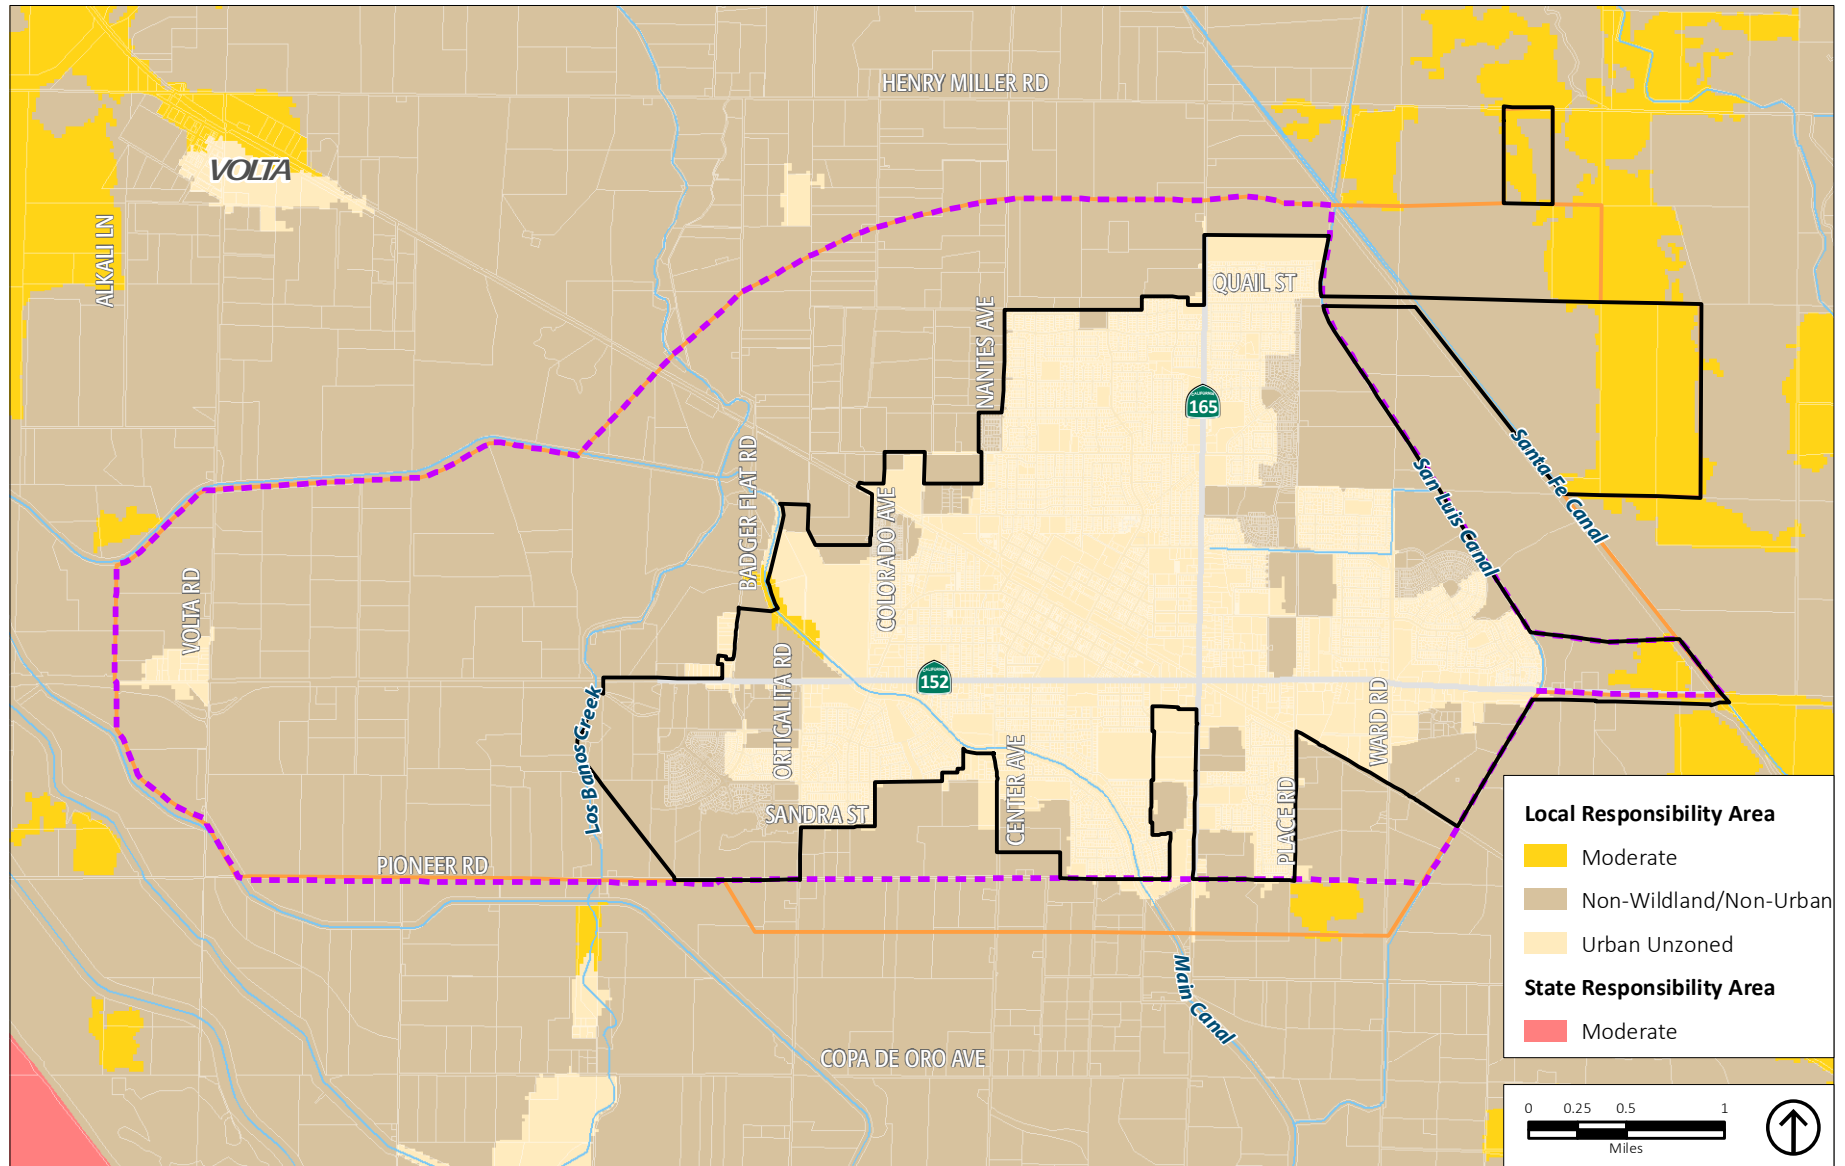 HENRY MILLER RD
VOLTA
ALKALI LN
QUAIL ST
NANTES AVE
CALIFORNIA
165
Santa Fe Canal
San Luis Canal
BADGER FLAT RD
COLORADO AVE
VOLTA RD
CALIFORNIA
152
ORTIGALITA RD
WARD RD
Los Banos Creek
CENTER AVE
PLACE RD
SANDRA ST
PIONEER RD
Main Canal
COPA DE ORO AVE
Local Responsibility Area
Moderate
Non-Wildland/Non-Urban
Urban Unzoned
State Responsibility Area
Moderate
0 0.25 0.5 1
Miles